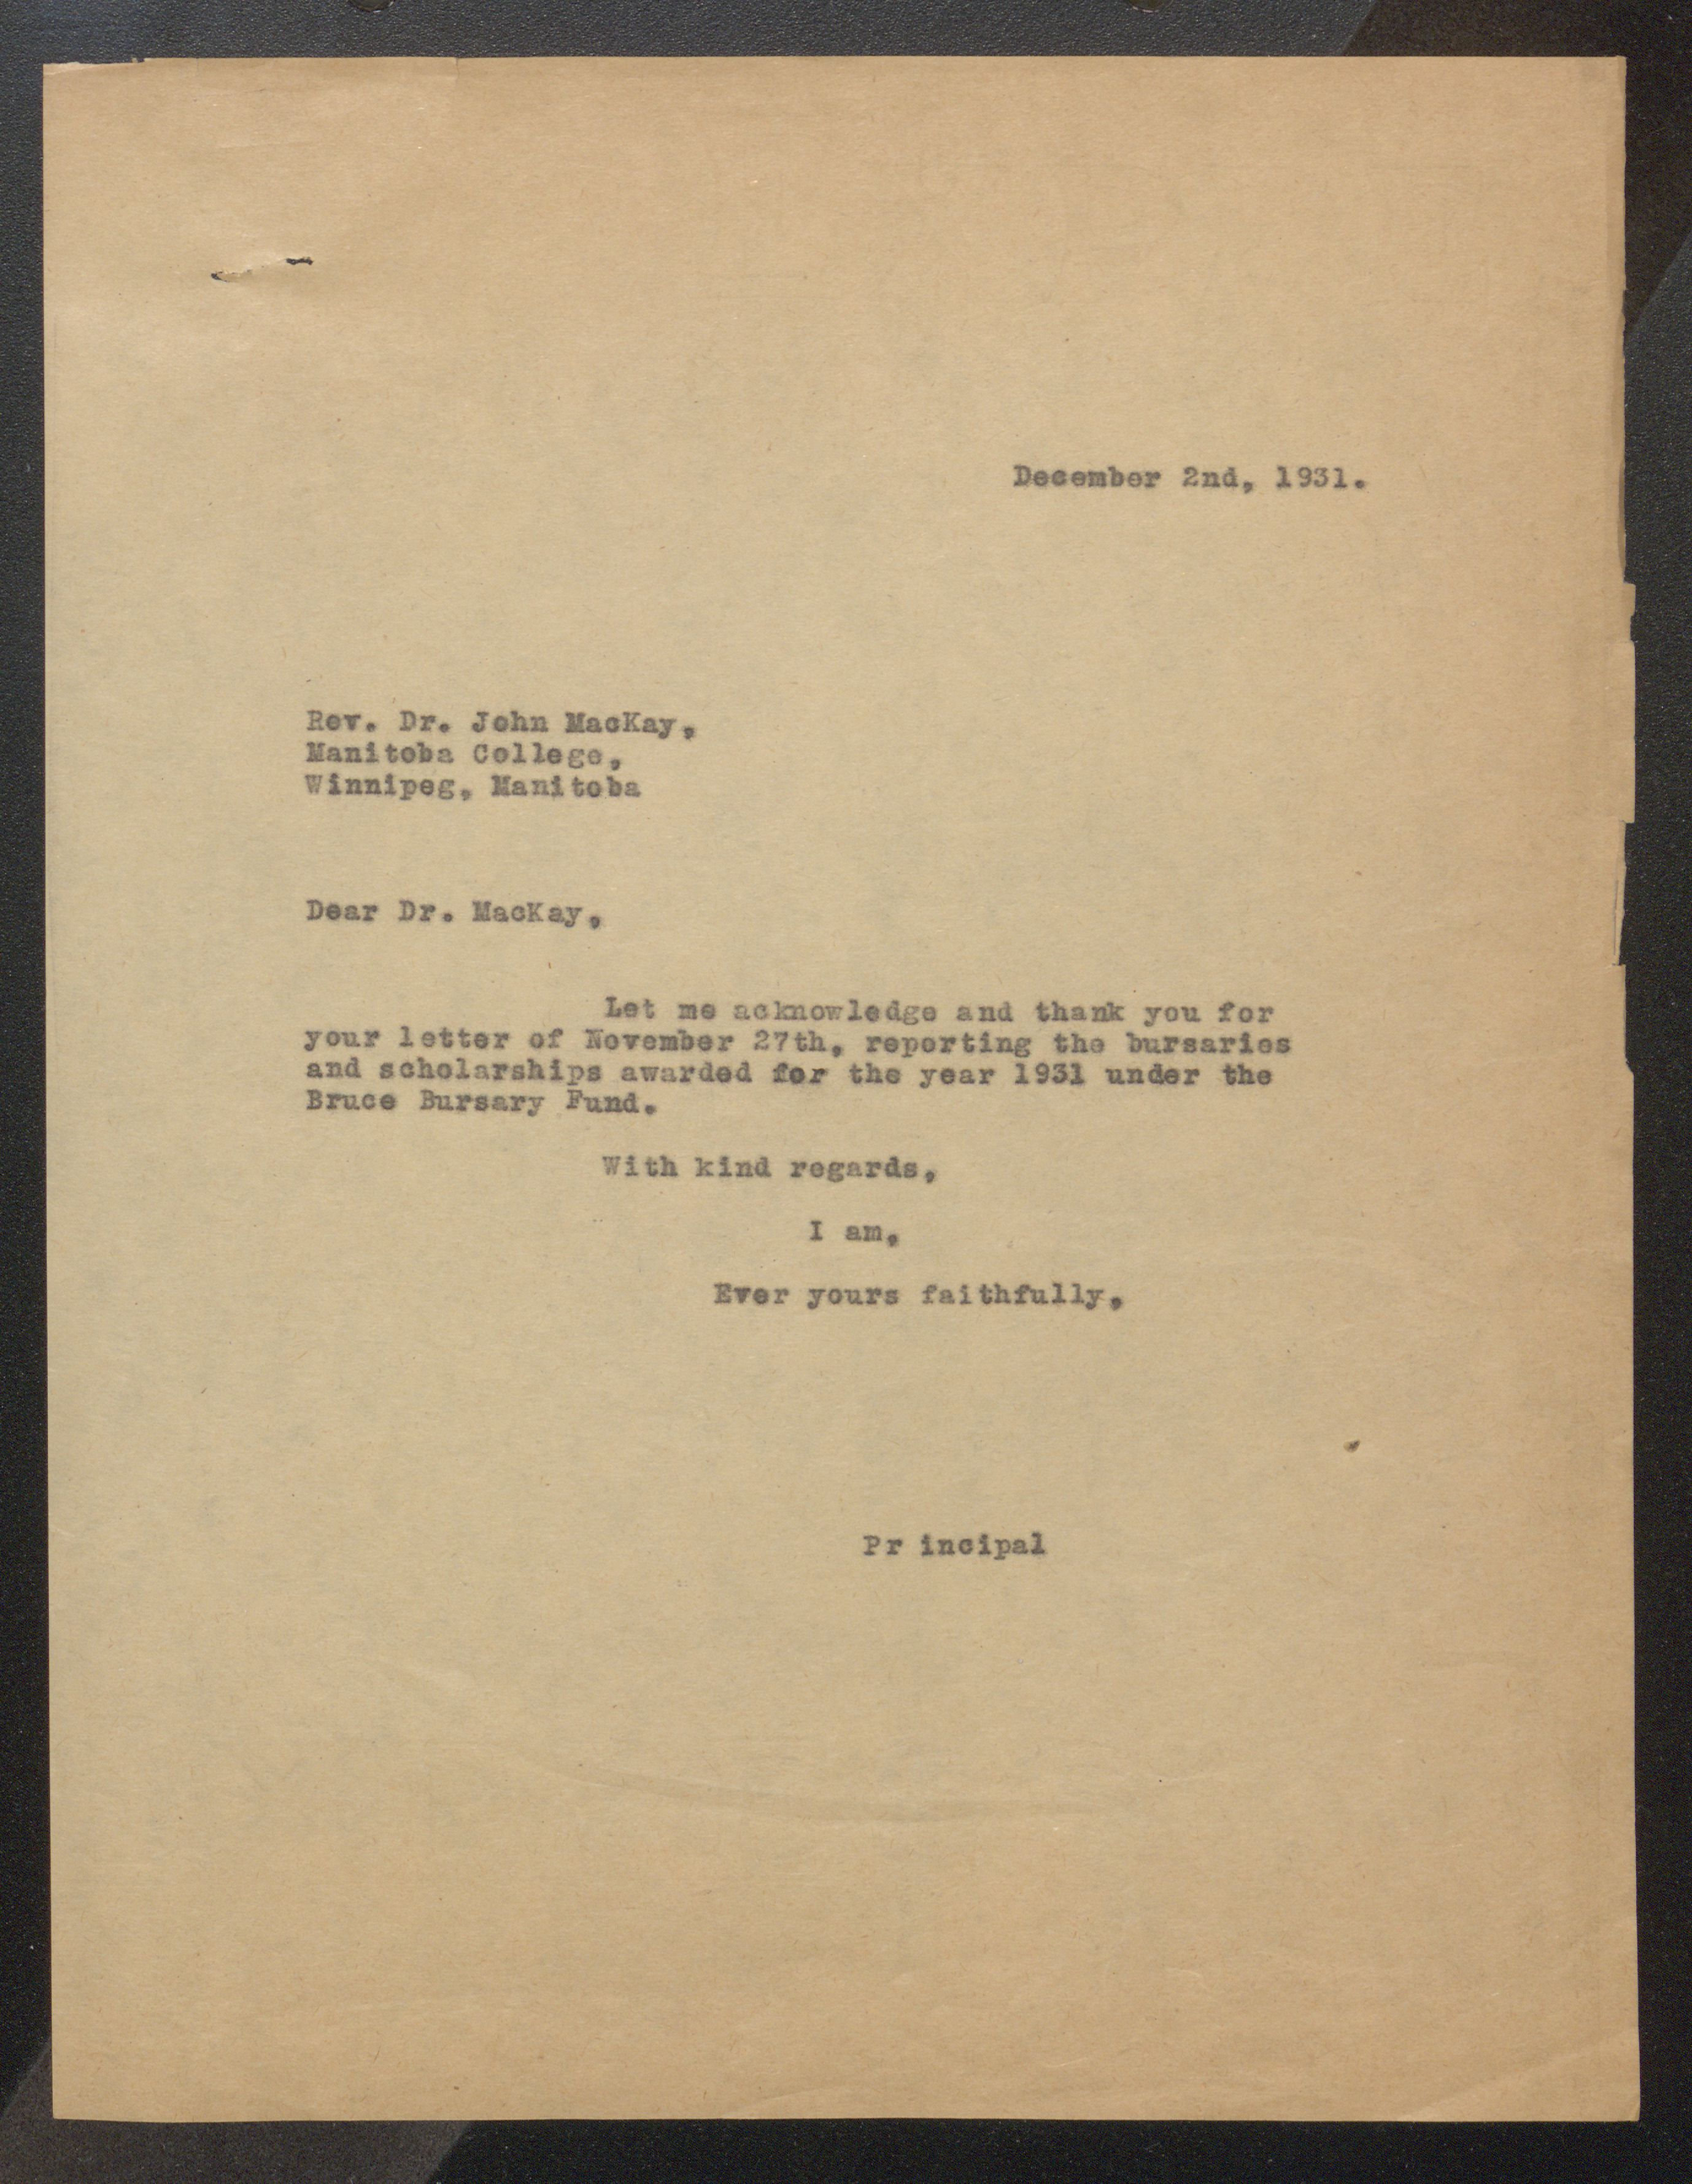 December 2nd, 1931.
Rev. Dr. John MacKay,
Manitoba College,
Winnipeg, Manitoba
Dear Dr. MacKay,
Let me acknowledge and thank you for
your letter of November 27th, reporting the bursaries
and scholarships awarded for the year 1931 under the
Bruce Bursary Fund.
With kind regards,
I am,
Ever yours faithfully,
Pr incipal